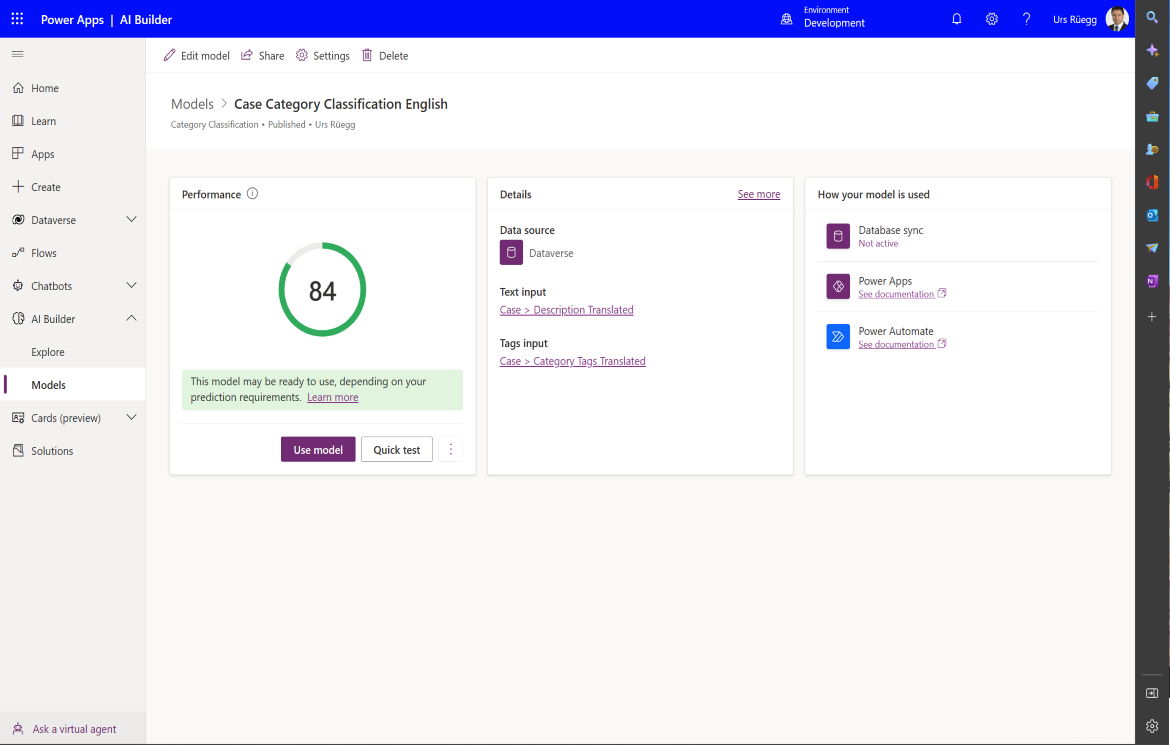 Power Apps | AI Builder
Environment
Development
Urs Rüegg
Edit model
Share
Settings
Delete
Home
Learn
Apps
Create
Dataverse
Flows
Chatbots
AI Builder
Explore
Models
Cards (preview)
Solutions
Ask a virtual agent
Models > Case Category Classification English
Category Classification • Published • Urs Rüegg
Performance
84
This model may be ready to use, depending on your
prediction requirements. Learn more
Use model
Quick test
Details
See more
Data source
Dataverse
Text input
Case > Description Translated
Tags input
Case > Category Tags Translated
How your model is used
Database sync
Not active
Power Apps
See documentation
Power Automate
See documentation